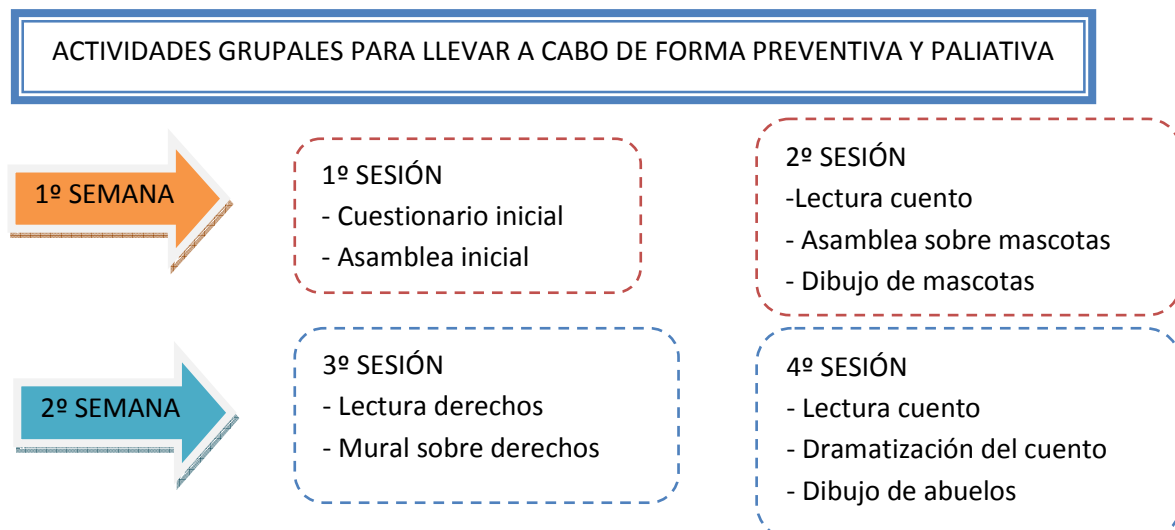 ACTIVIDADES GRUPALES PARA LLEVAR A CABO DE FORMA PREVENTIVA Y PALIATIVA
1º SEMANA
1º SESIÓN
- Cuestionario inicial
- Asamblea inicial
2º SESIÓN
-Lectura cuento
- Asamblea sobre mascotas
- Dibujo de mascotas
2º SEMANA
3º SESIÓN
- Lectura derechos
- Mural sobre derechos
4º SESIÓN
- Lectura cuento
- Dramatización del cuento
- Dibujo de abuelos